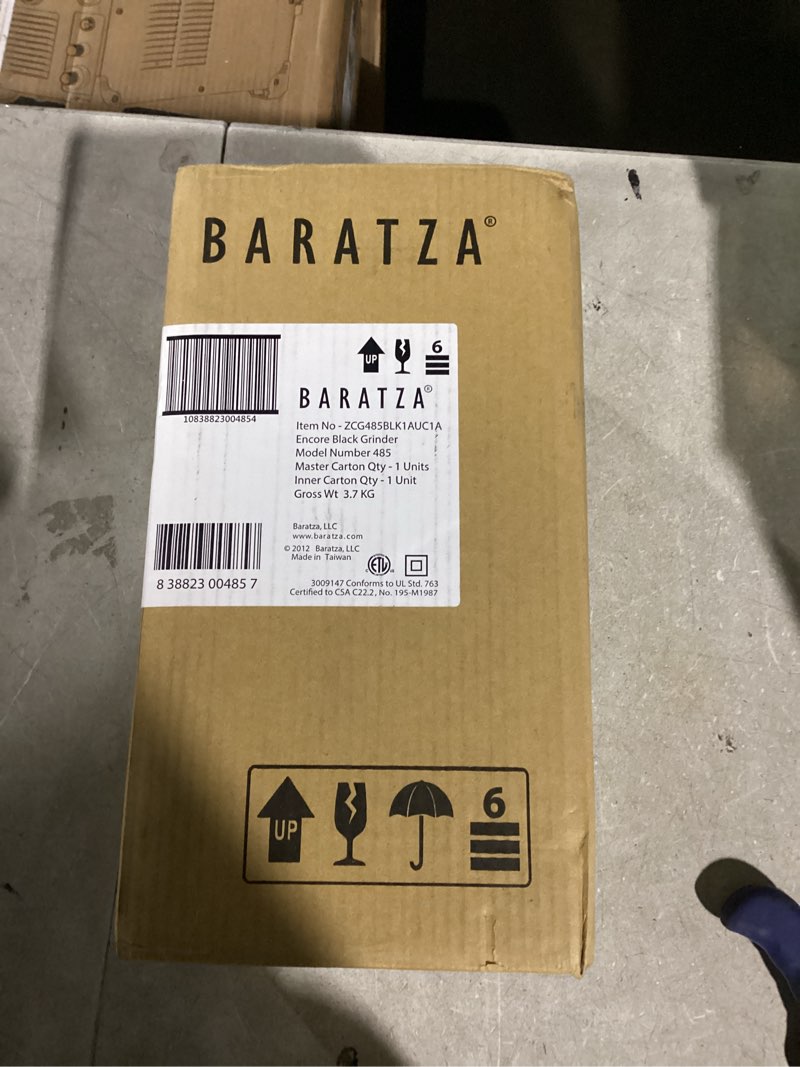 BARATZA®
UP 6
10838823004854
BARATZA®
Item No - ZCG485BLK1AUC1A
Encore Black Grinder
Model Number 485
Master Carton Qty - 1 Units
Inner Carton Qty - 1 Unit
Gross Wt 3.7 KG
Baratza, LLC
www.baratza.com
© 2012 Baratza, LLC
Made in Taiwan
ETL
8 38823 00485 7
3009147 Conforms to UL Std. 763
Certified to CSA C22.2, No. 195-M1987
UP 6